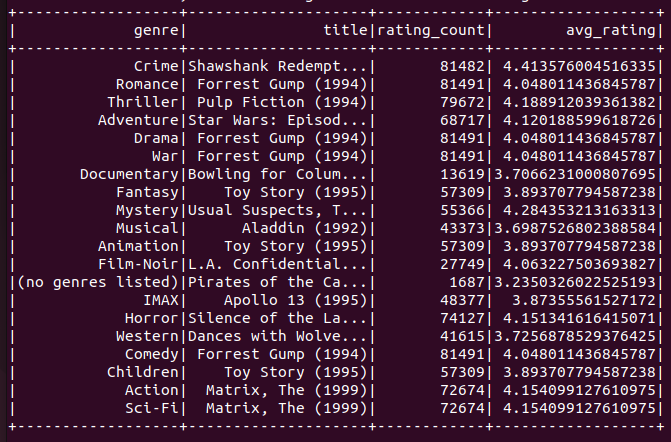 +------------------+--------------------+------------+------------------+
|             genre|               title|rating_count|        avg_rating|
+------------------+--------------------+------------+------------------+
|             Crime|Shawshank Redempt...|       81482| 4.413576004516335|
|           Romance| Forrest Gump (1994)|       81491| 4.048011436845787|
|          Thriller| Pulp Fiction (1994)|       79672| 4.188912039361382|
|         Adventure|Star Wars: Episod...|       68717| 4.120188599618726|
|             Drama| Forrest Gump (1994)|       81491| 4.048011436845787|
|               War| Forrest Gump (1994)|       81491| 4.048011436845787|
|       Documentary|Bowling for Colum...|       13619|3.7066231000807695|
|           Fantasy|    Toy Story (1995)|       57309| 3.893707794587238|
|           Mystery|Usual Suspects, T...|       55366| 4.284353213163313|
|           Musical|      Aladdin (1992)|       43373|3.6987526802388584|
|         Animation|    Toy Story (1995)|       57309| 3.893707794587238|
|         Film-Noir|L.A. Confidential...|       27749| 4.063227503693827|
|(no genres listed)|Pirates of the Ca...|        1687|3.2350326022525193|
|              IMAX|    Apollo 13 (1995)|       48377|  3.87355561527172|
|            Horror|Silence of the La...|       74127| 4.151341616415071|
|           Western|Dances with Wolve...|       41615|3.7256878529376425|
|            Comedy| Forrest Gump (1994)|       81491| 4.048011436845787|
|          Children|    Toy Story (1995)|       57309| 3.893707794587238|
|            Action|  Matrix, The (1999)|       72674| 4.154099127610975|
|            Sci-Fi|  Matrix, The (1999)|       72674| 4.154099127610975|
+------------------+--------------------+------------+------------------+